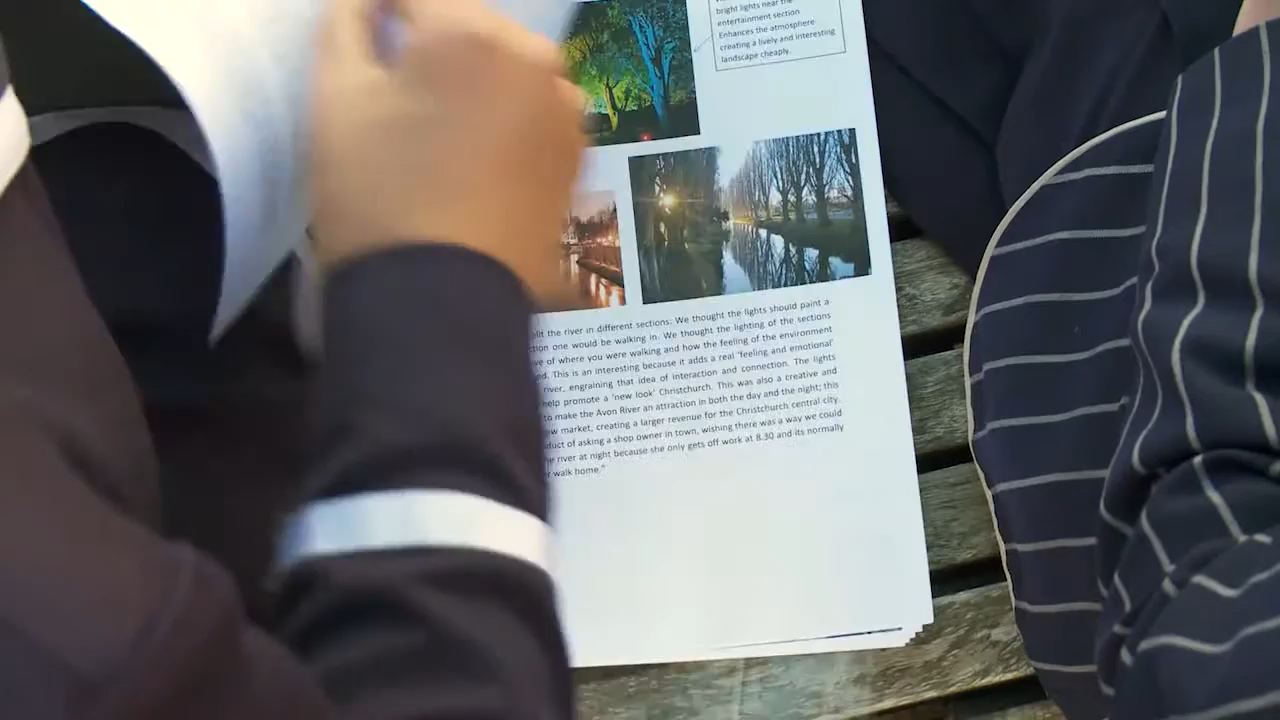 bright lights near the
entertainment section
Enhances the atmosphere
creating a lively and interesting
landscape cheaply.
the river in different sections: We thought the lights should paint a
one would be walking in. We thought the lighting of the sections
of where you were walking and how the feeling of the environment
This is an interesting because it adds a real 'feeling and emotional'
river, engraining that idea of interaction and connection. The lights
help promote a 'new look' Christchurch. This was also a creative and
to make the Avon River an attraction in both the day and the night; this
market, creating a larger revenue for the Christchurch central city.
of asking a shop owner in town, wishing there was a way we could
river at night because she only gets off work at 8.30 and its normally
walk home."